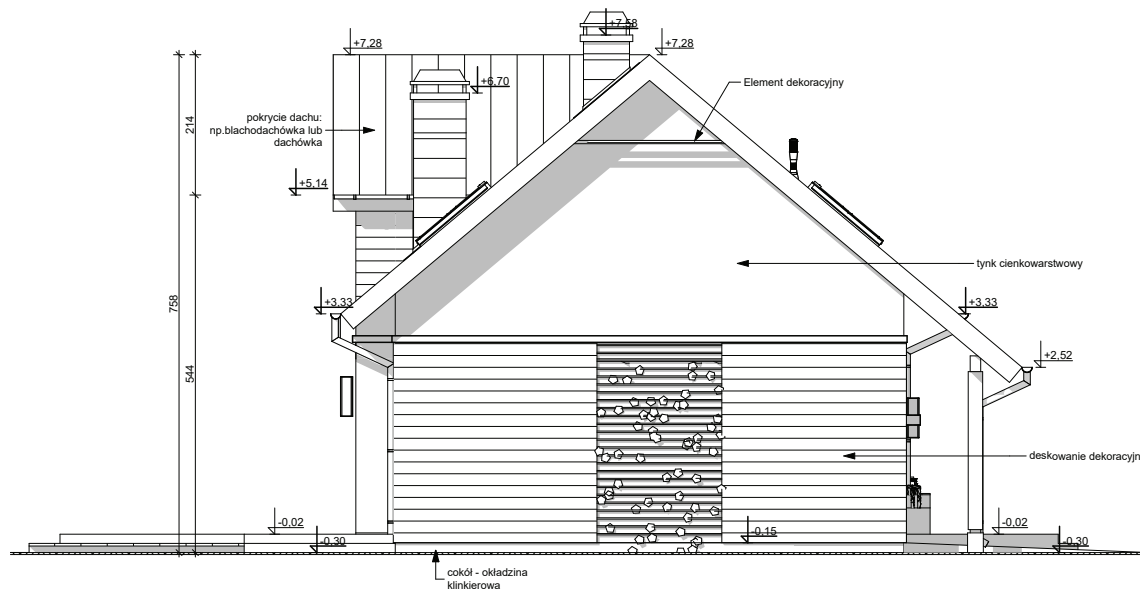 +7,58
+7,28
+7,28
+6,70
Element dekoracyjny
pokrycie dachu:
np.blachodachówka lub
dachówka
214
+5,14
tynk cienkowarstwowy
758
+3,33
+3,33
+2,52
544
deskowanie dekoracyjn
-0,02
-0,30
-0,15
-0,02
-0,30
cokół - okładzina
klinkierowa